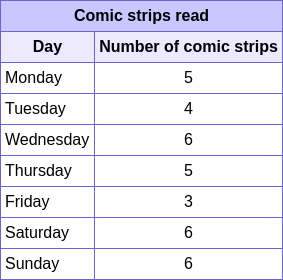 Comic strips read
Day Number of comic strips
Monday 5
Tuesday 4
Wednesday 6
Thursday 5
Friday 3
Saturday 6
Sunday 6